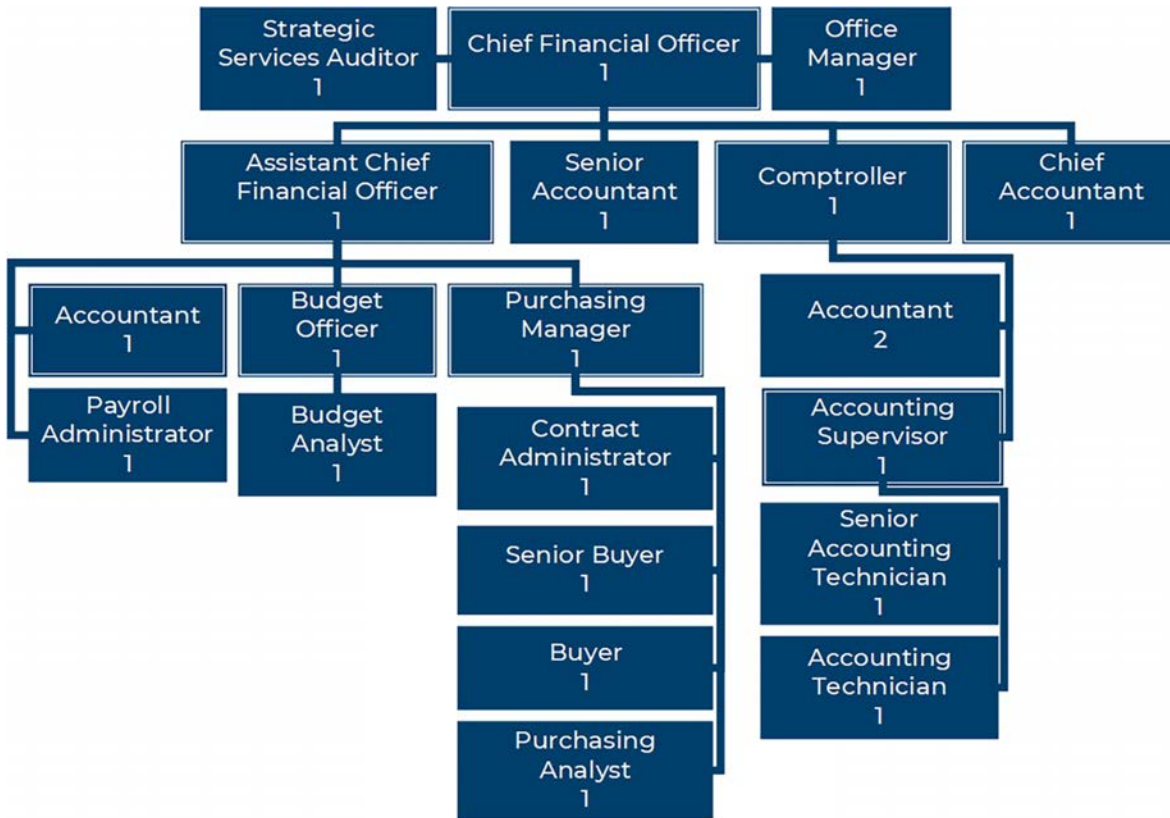 Strategic
Services Auditor
1
Chief Financial Officer
1
Office
Manager
1
Assistant Chief
Financial Officer
1
Senior
Accountant
1
Comptroller
1
Chief
Accountant
1
Accountant
1
Budget
Officer
1
Purchasing
Manager
1
Accountant
2
Payroll
Administrator
1
Budget
Analyst
1
Contract
Administrator
1
Accounting
Supervisor
1
Senior Buyer
1
Senior
Accounting
Technician
1
Buyer
1
Accounting
Technician
1
Purchasing
Analyst
1